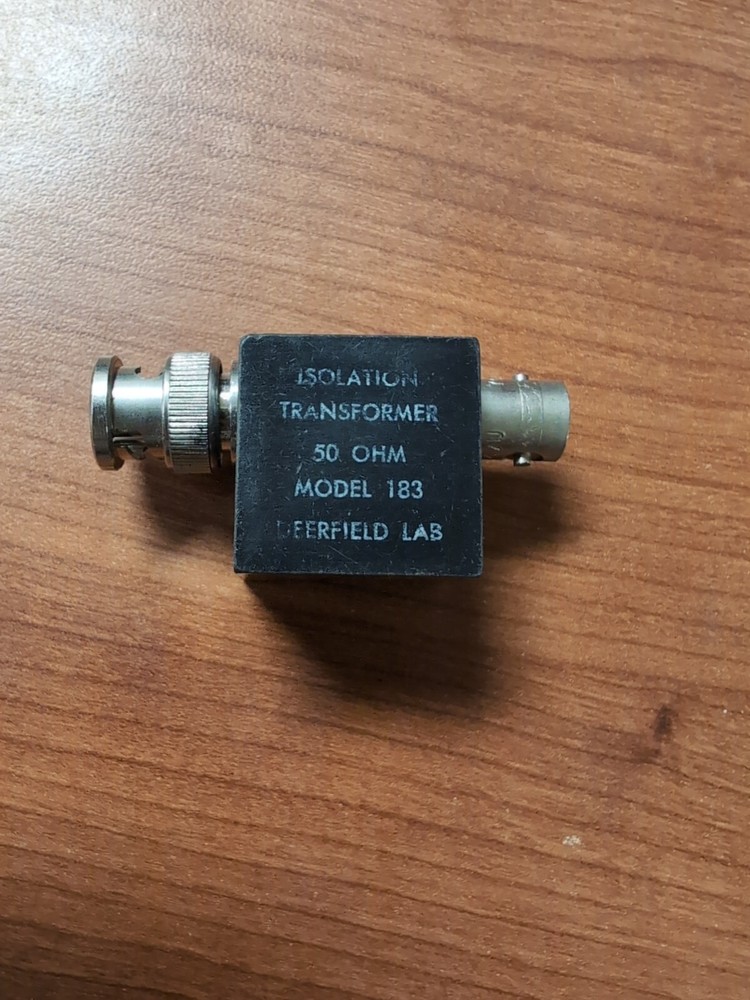 ISOLATION
TRANSFORMER
50 OHM
MODEL 183
DEERFIELD LAB